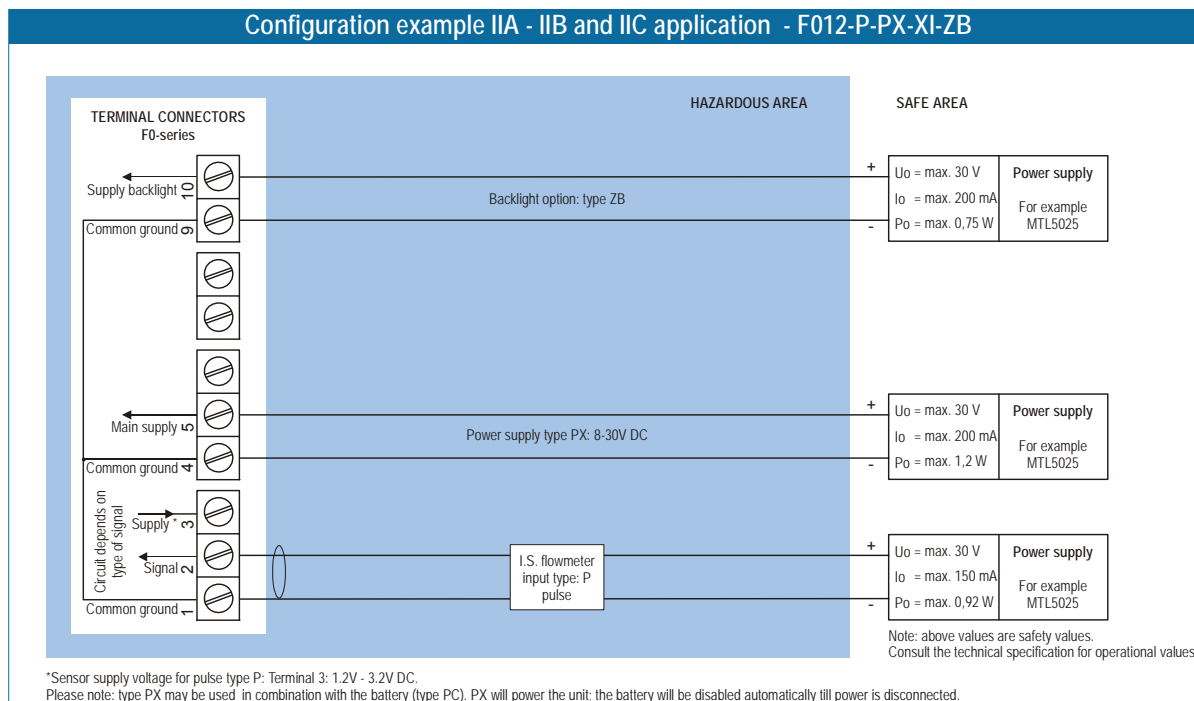 Configuration example IIA - IIB and IIC application - F012-P-PX-XI-ZB
HAZARDOUS AREA
SAFE AREA
TERMINAL CONNECTORS
F0-series
Supply backlight 10
Common ground 9
Backlight option: type ZB
+
-
Uo = max. 30 V
Io = max. 200 mA
Po = max. 0,75 W
Power supply
For example
MTL5025
Main supply 5
Common ground 4
Power supply type PX: 8-30V DC
+
-
Uo = max. 30 V
Io = max. 200 mA
Po = max. 1,2 W
Power supply
For example
MTL5025
Circuit depends on
type of signal
Supply * 3
Signal 2
Common ground 1
I.S. flowmeter
input type: P
pulse
+
-
Uo = max. 30 V
Io = max. 150 mA
Po = max. 0,92 W
Power supply
For example
MTL5025
Note: above values are safety values.
Consult the technical specification for operational values
*Sensor supply voltage for pulse type P: Terminal 3: 1.2V - 3.2V DC.
Please note: type PX may be used in combination with the battery (type PC). PX will power the unit; the battery will be disabled automatically till power is disconnected.